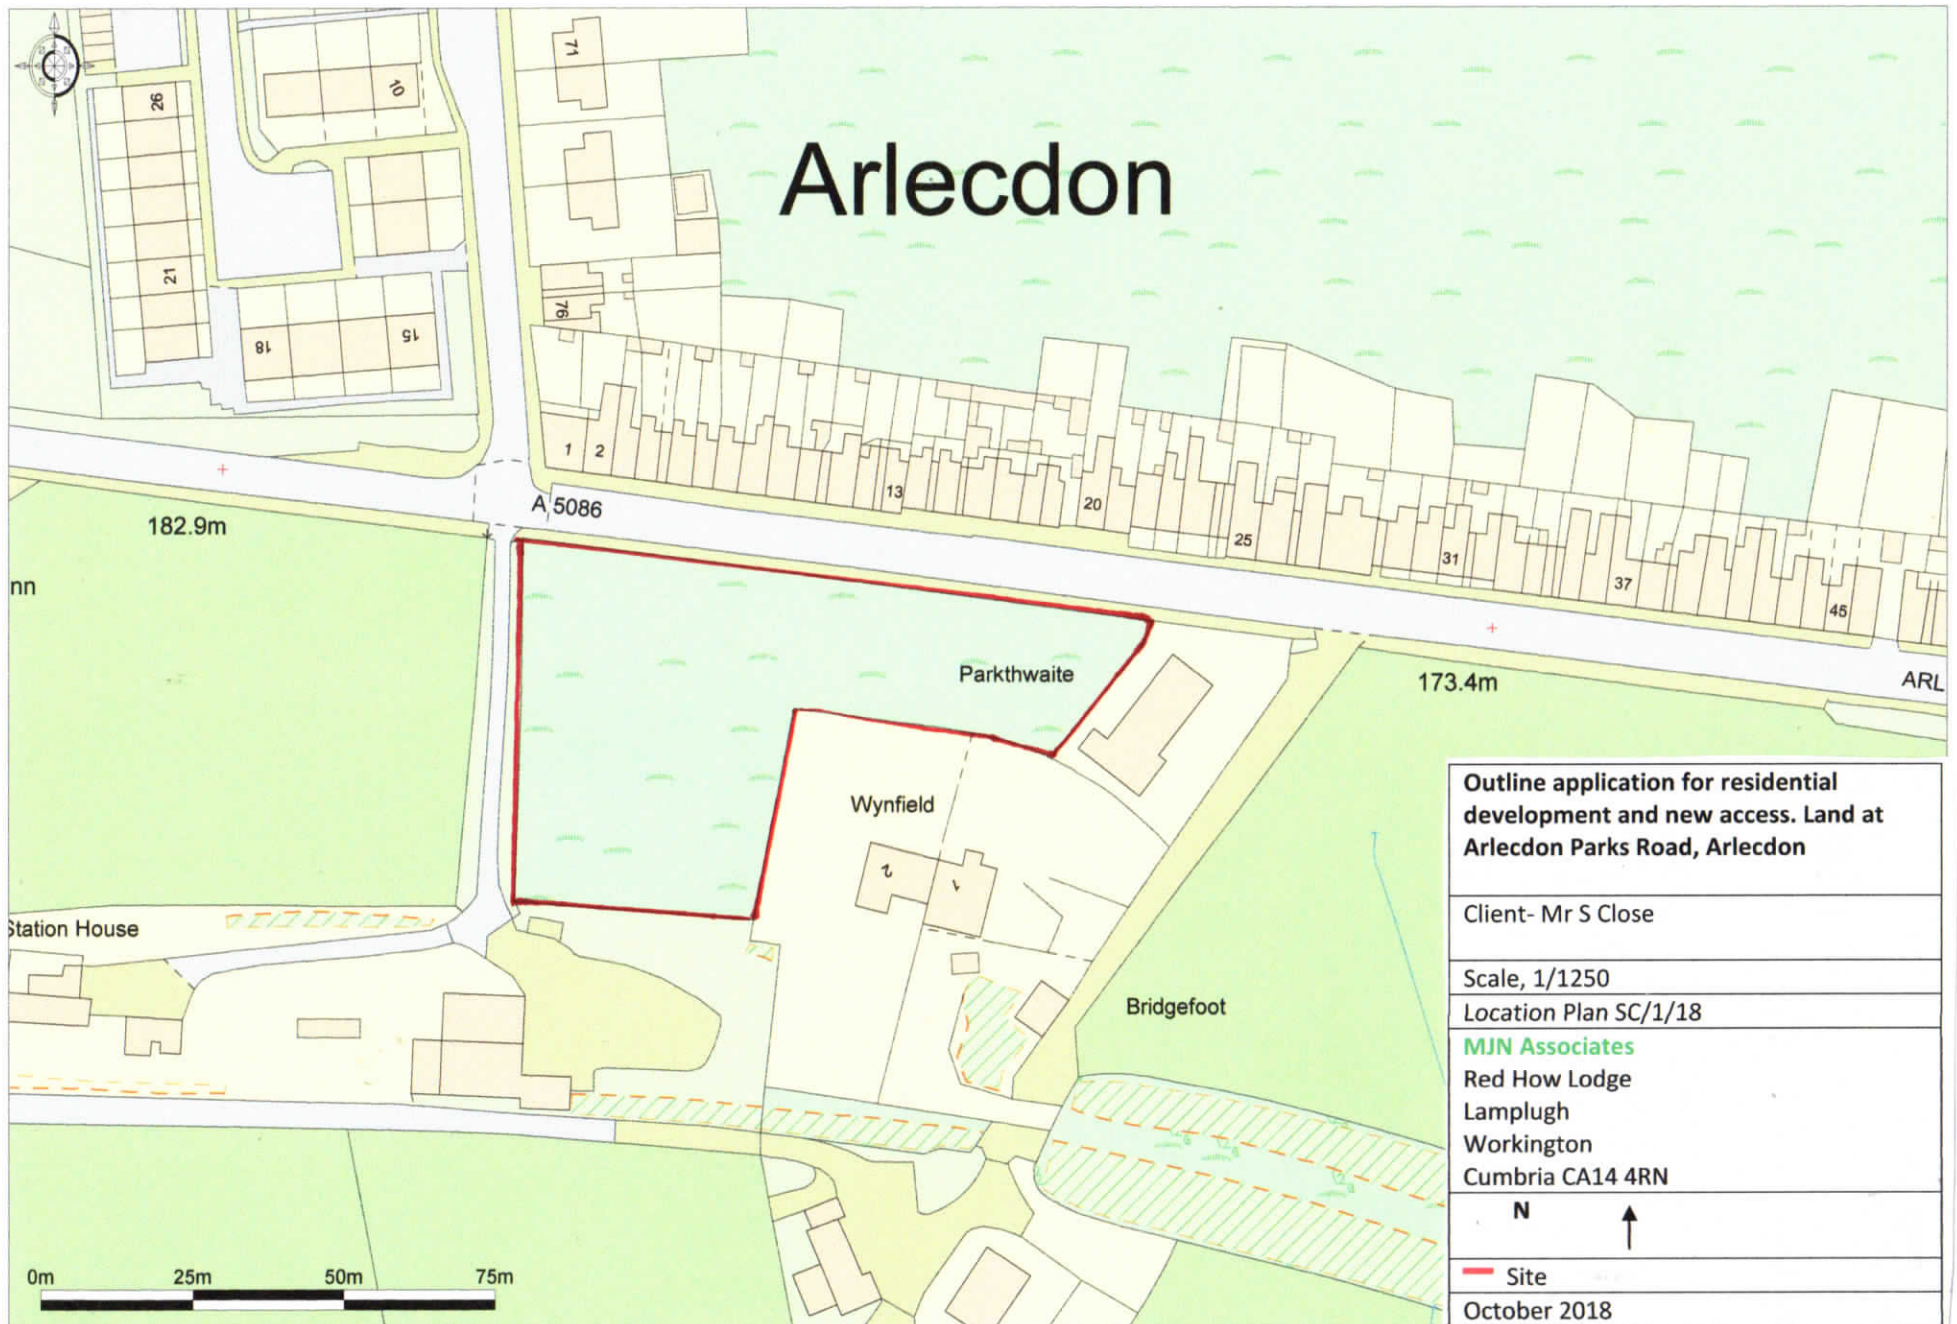 Arlecdon
71
26
10
21
76
18
15
1
2
13
20
25
31
37
45
A 5086
182.9m
nn
Parkthwaite
173.4m
ARL
Wynfield
2
1
Station House
Bridgefoot
0m 25m 50m 75m
Outline application for residential
development and new access. Land at
Arlecdon Parks Road, Arlecdon
Client- Mr S Close
Scale, 1/1250
Location Plan SC/1/18
MJN Associates
Red How Lodge
Lamplugh
Workington
Cumbria CA14 4RN
N
Site
October 2018